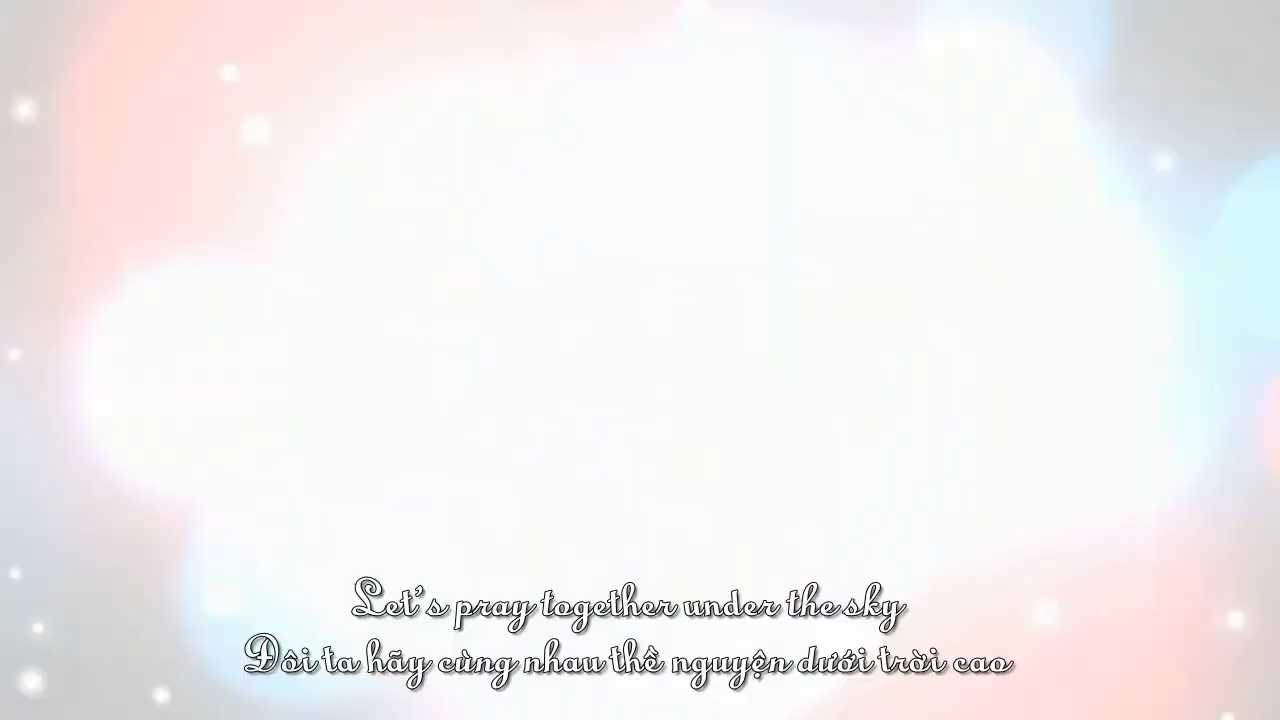 Let's pray together under the sky
Đôi ta hãy cùng nhau thề nguyện dưới trời cao